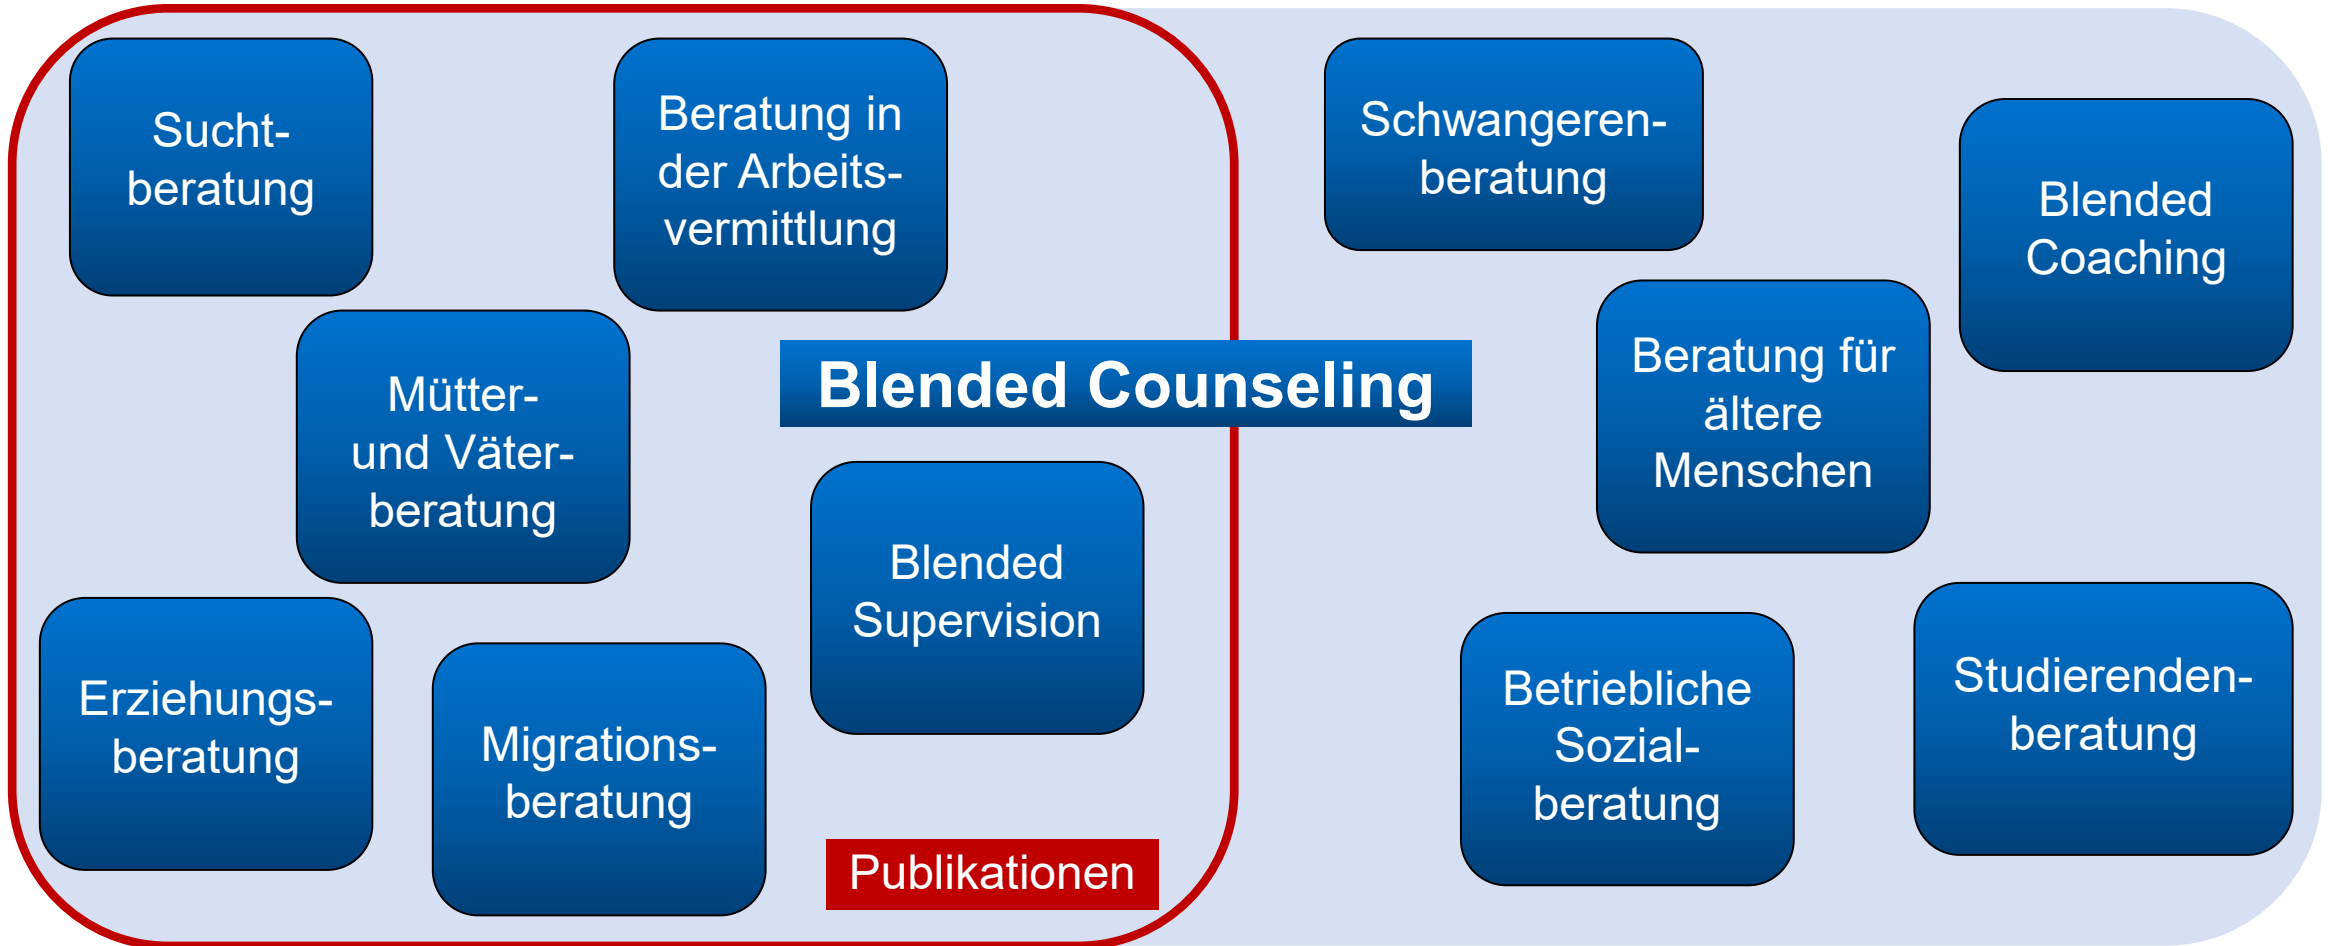 Sucht-
beratung
Beratung in
der Arbeits-
vermittlung
Mütter-
und Väter-
beratung
Erziehungs-
beratung
Migrations-
beratung
Blended
Supervision
Publikationen
Blended Counseling
Schwangeren-
beratung
Blended
Coaching
Beratung für
ältere
Menschen
Betriebliche
Sozial-
beratung
Studierenden-
beratung